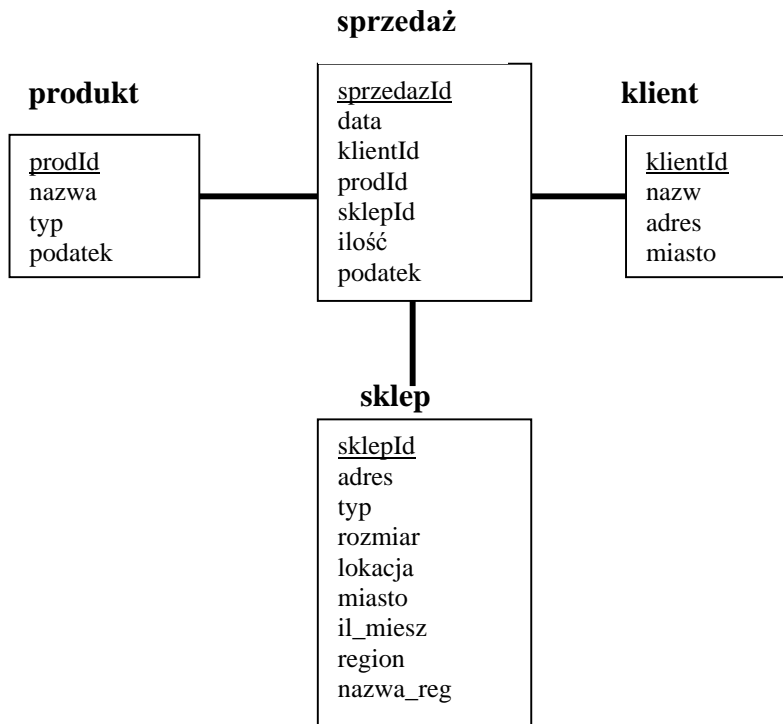 sprzedaż
produkt
klient
sprzedazId
data
klientId
prodId
sklepId
ilość
podatek
prodId
nazwa
typ
podatek
klientId
nazw
adres
miasto
sklep
sklepId
adres
typ
rozmiar
lokacja
miasto
il_miesz
region
nazwa_reg